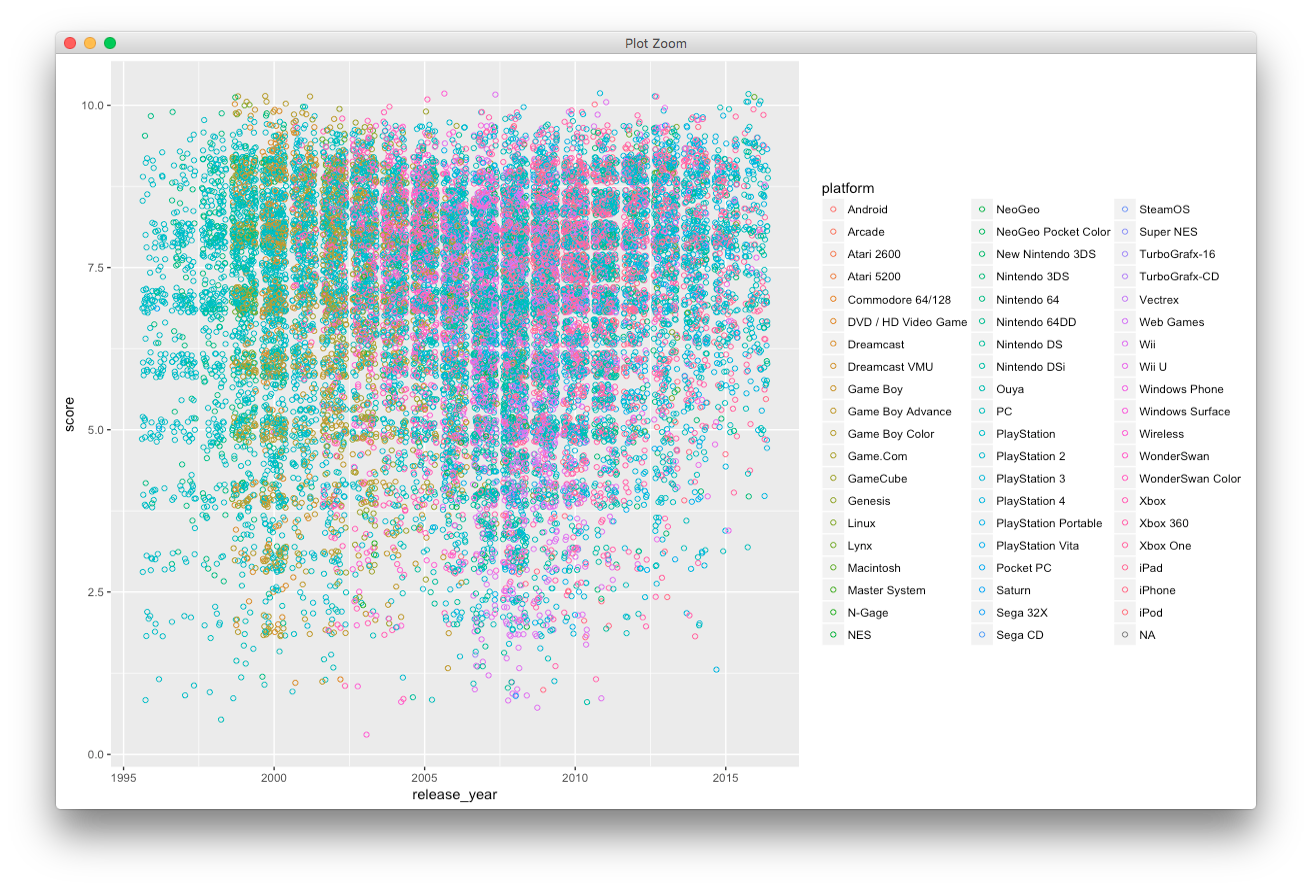 Plot Zoom
10.0
7.5
5.0
2.5
0.0
score
1995
2000
2005
2010
2015
release_year
platform
Android
Arcade
Atari 2600
Atari 5200
Commodore 64/128
DVD / HD Video Game
Dreamcast
Dreamcast VMU
Game Boy
Game Boy Advance
Game Boy Color
Game.Com
GameCube
Genesis
Linux
Lynx
Macintosh
Master System
N-Gage
NES
NeoGeo
NeoGeo Pocket Color
New Nintendo 3DS
Nintendo 3DS
Nintendo 64
Nintendo 64DD
Nintendo DS
Nintendo DSi
Ouya
PC
PlayStation
PlayStation 2
PlayStation 3
PlayStation 4
PlayStation Portable
PlayStation Vita
Pocket PC
Saturn
Sega 32X
Sega CD
SteamOS
Super NES
TurboGrafx-16
TurboGrafx-CD
Vectrex
Web Games
Wii
Wii U
Windows Phone
Windows Surface
Wireless
WonderSwan
WonderSwan Color
Xbox
Xbox 360
Xbox One
iPad
iPhone
iPod
NA